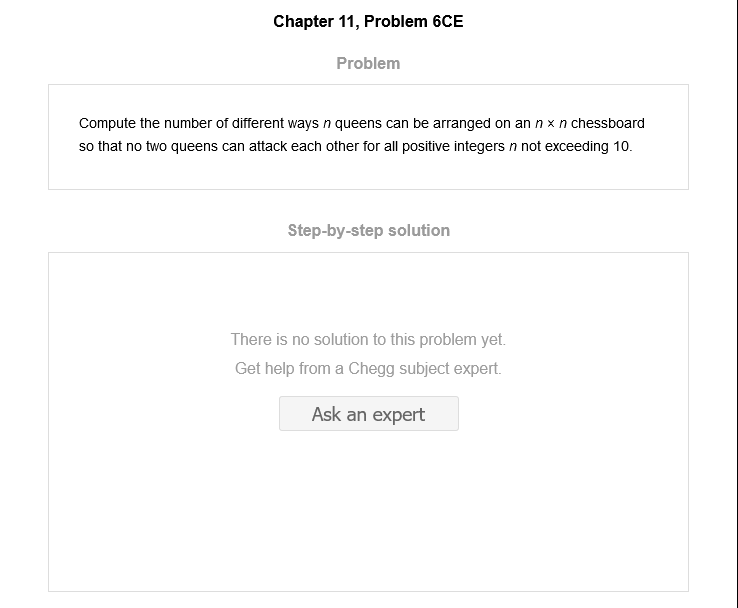 Chapter 11, Problem 6CE
Problem
Compute the number of different ways n queens can be arranged on an n × n chessboard
so that no two queens can attack each other for all positive integers n not exceeding 10.
Step-by-step solution
There is no solution to this problem yet.
Get help from a Chegg subject expert.
Ask an expert